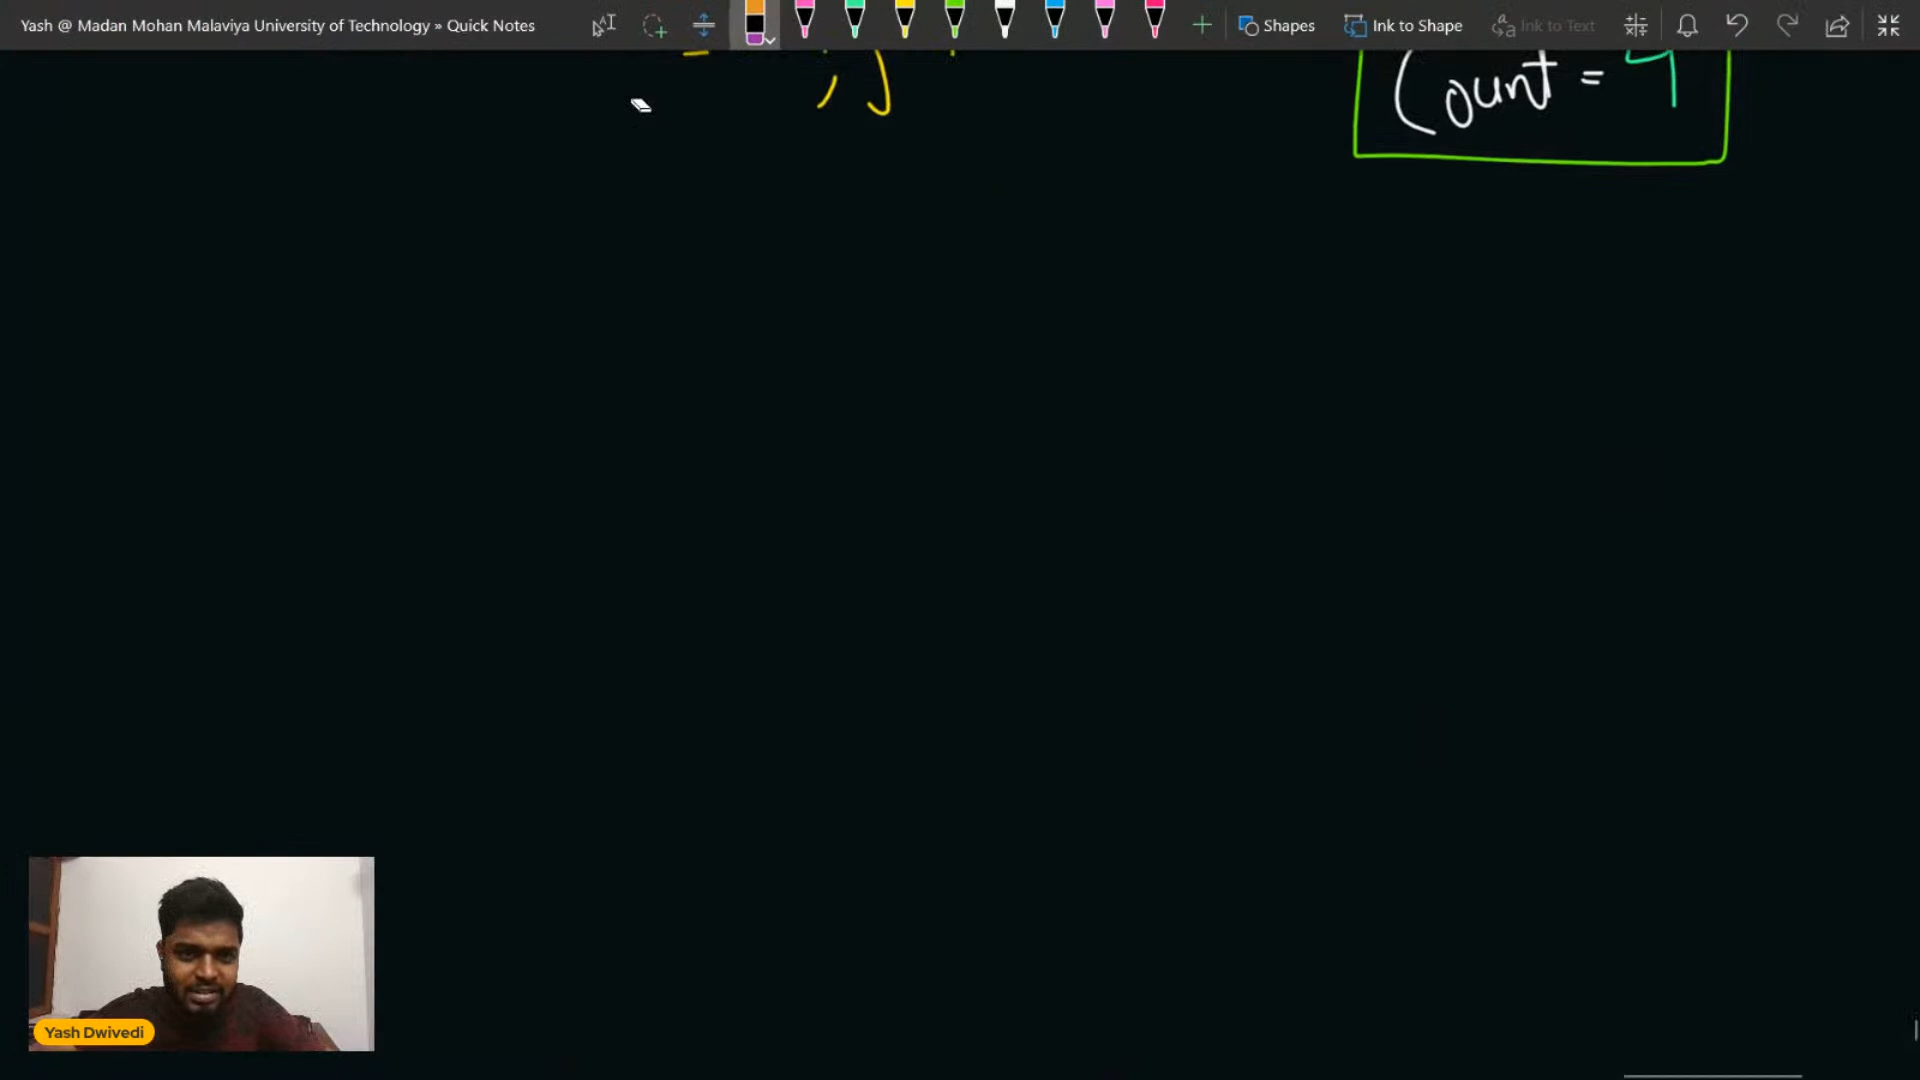 Yash @ Madan Mohan Malaviya University of Technology » Quick Notes
Shapes
Ink to Shape
Ink to Text
Count = 4
Yash Dwivedi